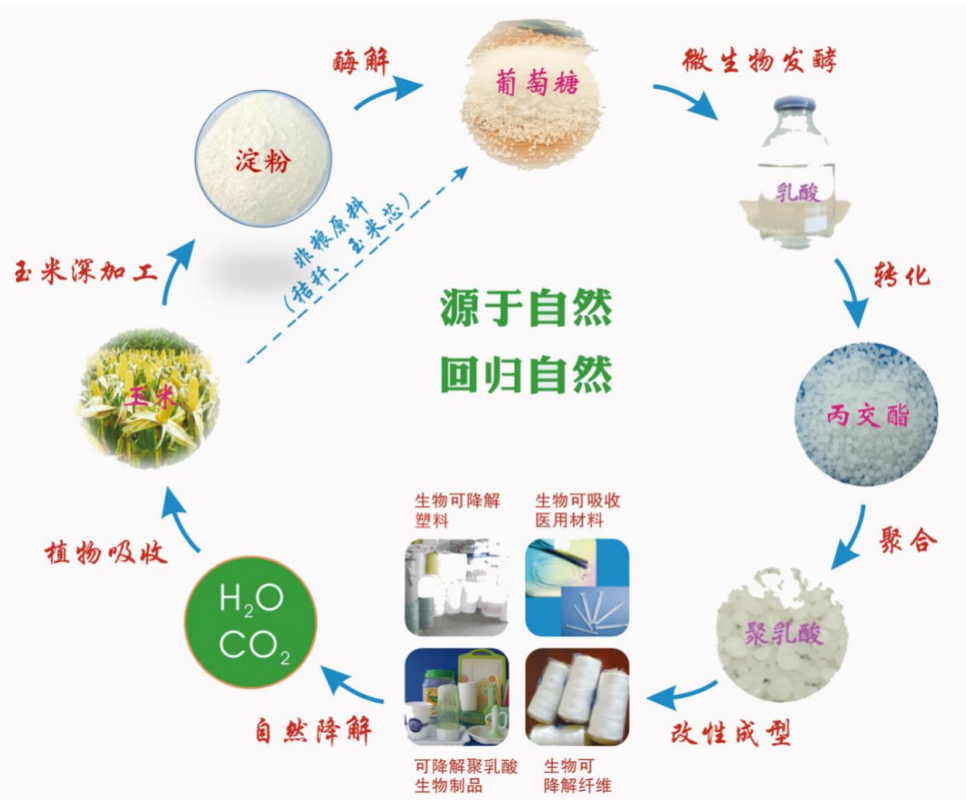 酶解
葡萄糖
微生物发酵
淀粉
乳酸
非粮原料
（秸秆、玉米芯）
玉米深加工
转化
源于自然
回归自然
玉米
丙交酯
生物可降解
塑料
生物可吸收
医用材料
植物吸收
聚合
H₂O
CO₂
聚乳酸
自然降解
改性成型
可降解聚乳酸
生物制品
生物可
降解纤维